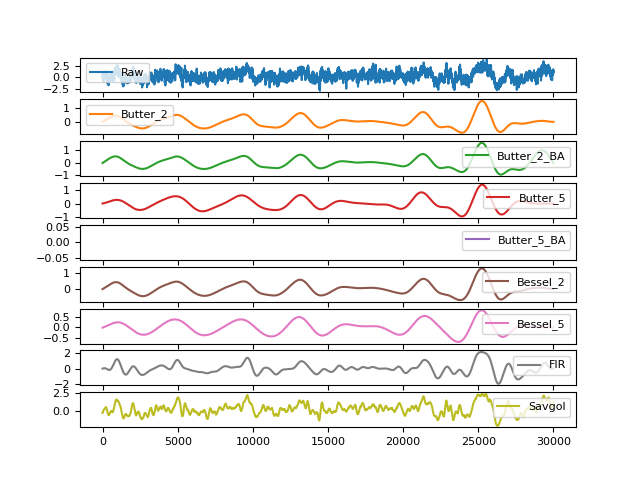 2.5
0.0
−2.5
Raw
1
0
Butter_2
1
0
−1
Butter_2_BA
1
0
−1
Butter_5
0.05
0.00
−0.05
Butter_5_BA
1
0
Bessel_2
0.5
0.0
−0.5
Bessel_5
2
0
−2
FIR
2.5
0.0
Savgol
0 5000 10000 15000 20000 25000 30000